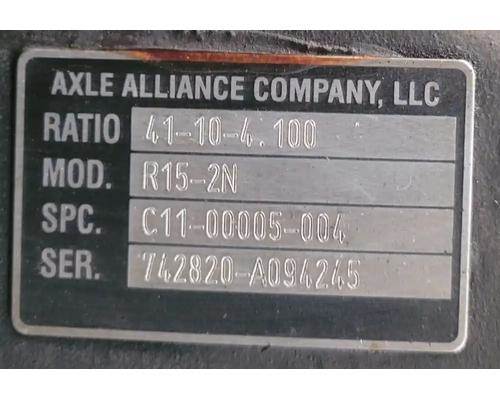 AXLE ALLIANCE COMPANY, LLC
RATIO 41-10-4.100
MOD. R15-2N
SPC. C11-00005-004
SER. 742820-A094245